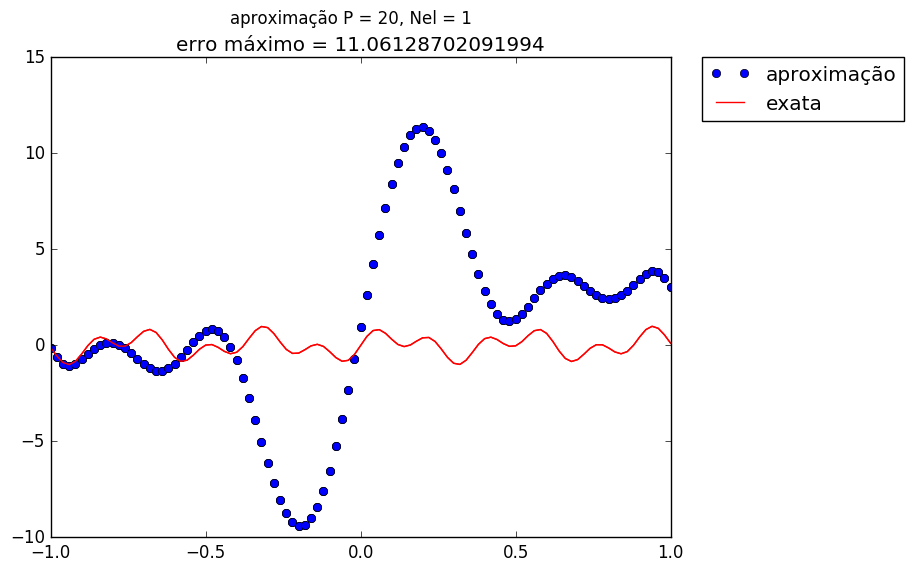 aproximação P = 20, Nel = 1
erro máximo = 11.06128702091994
15
10
5
0
−5
−10
−1.0 −0.5 0.0 0.5 1.0
aproximação
exata